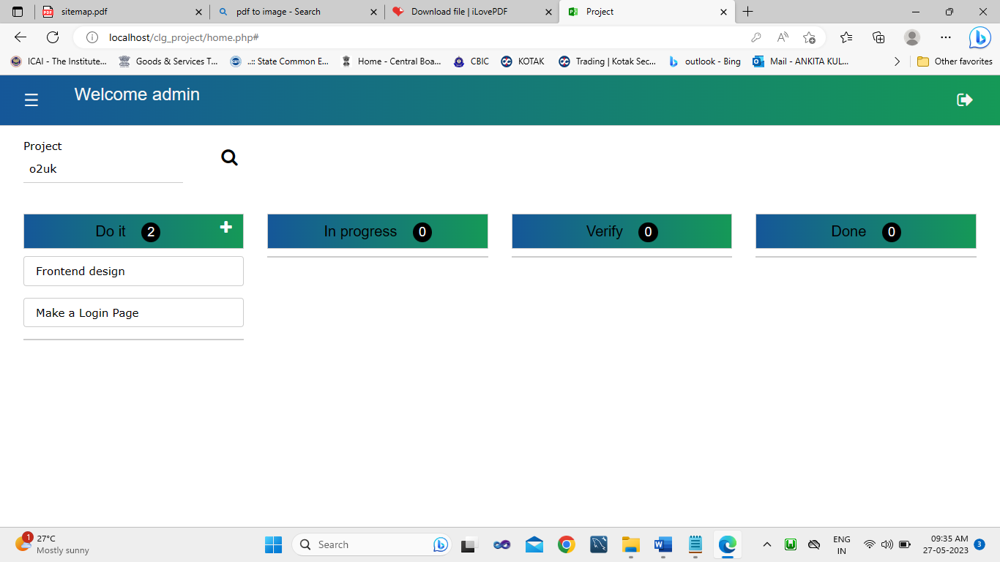 sitemap.pdf
pdf to image - Search
Download file | iLovePDF
Project
localhost/clg_project/home.php#
ICAI - The Institute...
Goods & Services T...
..:: State Common E...
Home - Central Boa...
CBIC
KOTAK
Trading | Kotak Sec...
outlook - Bing
Mail - ANKITA KUL...
Other favorites
Welcome admin
Project
o2uk
Do it 2
In progress 0
Verify 0
Done 0
Frontend design
Make a Login Page
1
27°C
Mostly sunny
Search
ENG
IN
09:35 AM
27-05-2023
3